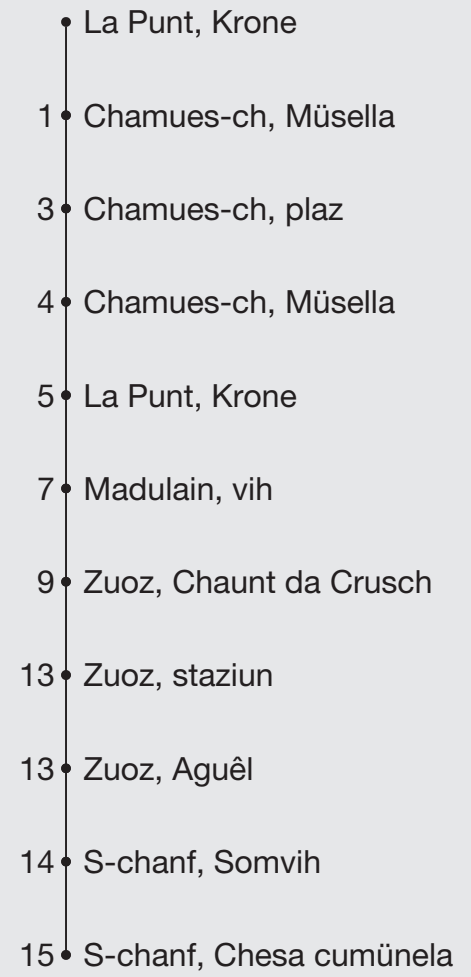 La Punt, Krone
1 Chamues-ch, Müsella
3 Chamues-ch, plaz
4 Chamues-ch, Müsella
5 La Punt, Krone
7 Madulain, vih
9 Zuoz, Chaunt da Crusch
13 Zuoz, staziun
13 Zuoz, Aguêl
14 S-chanf, Somvih
15 S-chanf, Chesa cumünela